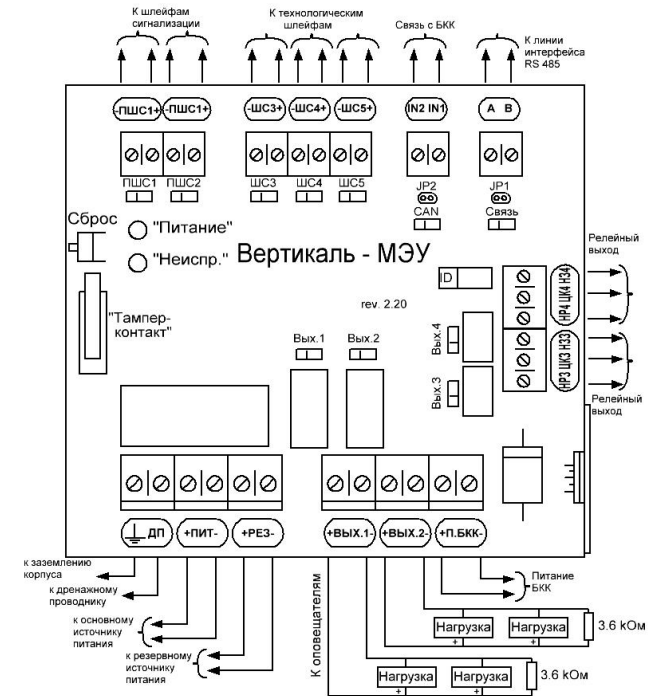 К шлейфам
сигнализации
К технологическим
шлейфам
Связь с БКК
К линии
интерфейса
RS 485
-ПШС1+ -ПШС1+ -ШС3+ -ШС4+ -ШС5+ IN2 IN1 A B
ПШС1 ПШС2 ШС3 ШС4 ШС5 JP2 JP1
CAN Связь
Сброс
"Питание"
"Неиспр."
Вертикаль - МЭУ
ID
rev. 2.20
"Тампер-
контакт"
Релейный
выход
НР4 ЦК4 НЗ4
НР3 ЦК3 НЗ3
Релейный
выход
Вых.1 Вых.2
Вых.4
Вых.3
ДП +ПИТ- +РЕЗ- +ВЫХ.1- +ВЫХ.2- +П.БКК-
к заземлению
корпуса
к дренажному
проводнику
к основному
источнику
питания
к резервному
источнику
питания
К оповещателям
Питание
БКК
Нагрузка Нагрузка 3.6 кОм
+ +
Нагрузка Нагрузка 3.6 кОм
+ +